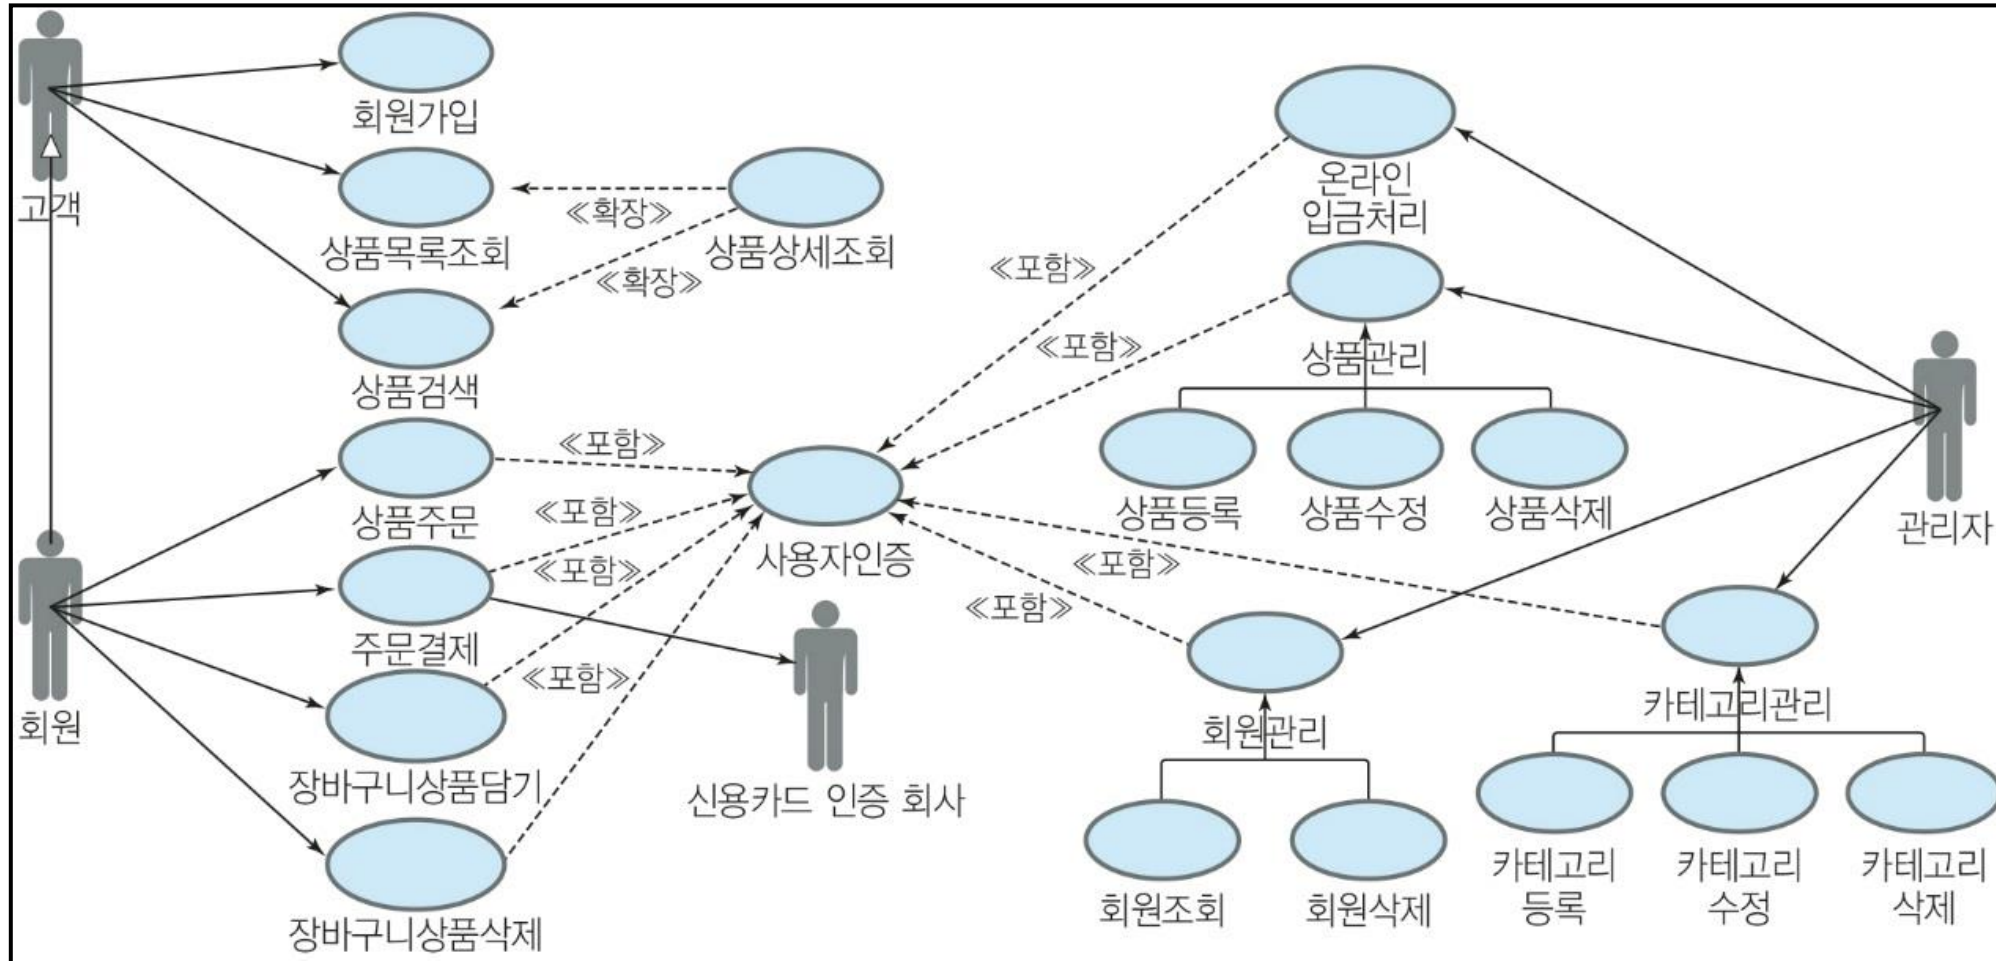 고객
회원가입
상품목록조회
≪확장≫
상품상세조회
≪확장≫
상품검색
≪포함≫
상품주문
≪포함≫
≪포함≫
주문결제
≪포함≫
회원
장바구니상품담기
장바구니상품삭제
사용자인증
신용카드 인증 회사
온라인
입금처리
≪포함≫
≪포함≫
상품관리
상품등록
상품수정
상품삭제
관리자
≪포함≫
≪포함≫
회원관리
회원조회
회원삭제
카테고리관리
카테고리
등록
카테고리
수정
카테고리
삭제